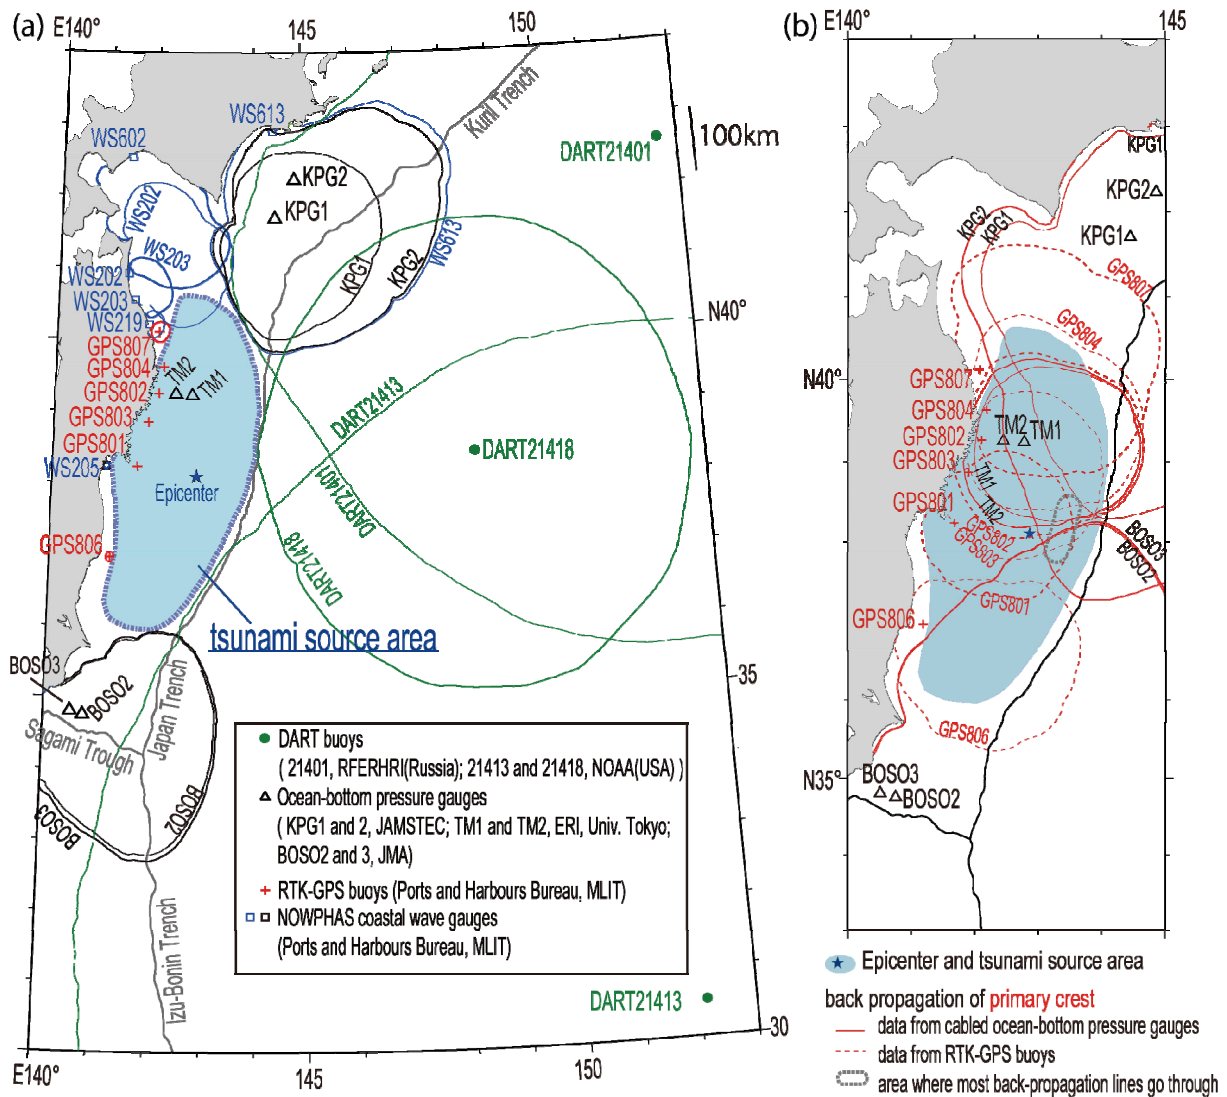 (a)
E140°
145
150
WS613
WS602
Kuril Trench
DART21401
100km
WS202
KPG2
KPG1
WS203
WS613
KPG2
KPG1
WS202
WS203
WS219
N40°
GPS807
GPS804
TM2
TM1
GPS802
GPS803
GPS801
WS205
Epicenter
DART21413
DART21418
DART21401
DART21418
GPS806
tsunami source area
BOSO3
BOSO2
Japan Trench
Sagami Trough
35
BOSO2
BOSO3
Izu-Bonin Trench
DART buoys
( 21401, RFERHRI(Russia); 21413 and 21418, NOAA(USA) )
Ocean-bottom pressure gauges
( KPG1 and 2, JAMSTEC; TM1 and TM2, ERI, Univ. Tokyo;
BOSO2 and 3, JMA)
RTK-GPS buoys (Ports and Harbours Bureau, MLIT)
NOWPHAS coastal wave gauges
(Ports and Harbours Bureau, MLIT)
DART21413
30
E140°
145
150
(b)
E140°
145
KPG1
KPG2
KPG1
KPG2
KPG1
GPS807
GPS804
N40°
GPS807
GPS804
GPS802
TM2
TM1
GPS803
TM1
TM2
GPS801
GPS802
GPS803
BOSO3
BOSO2
GPS801
GPS806
GPS806
N35°
BOSO3
BOSO2
Epicenter and tsunami source area
back propagation of primary crest
data from cabled ocean-bottom pressure gauges
data from RTK-GPS buoys
area where most back-propagation lines go through